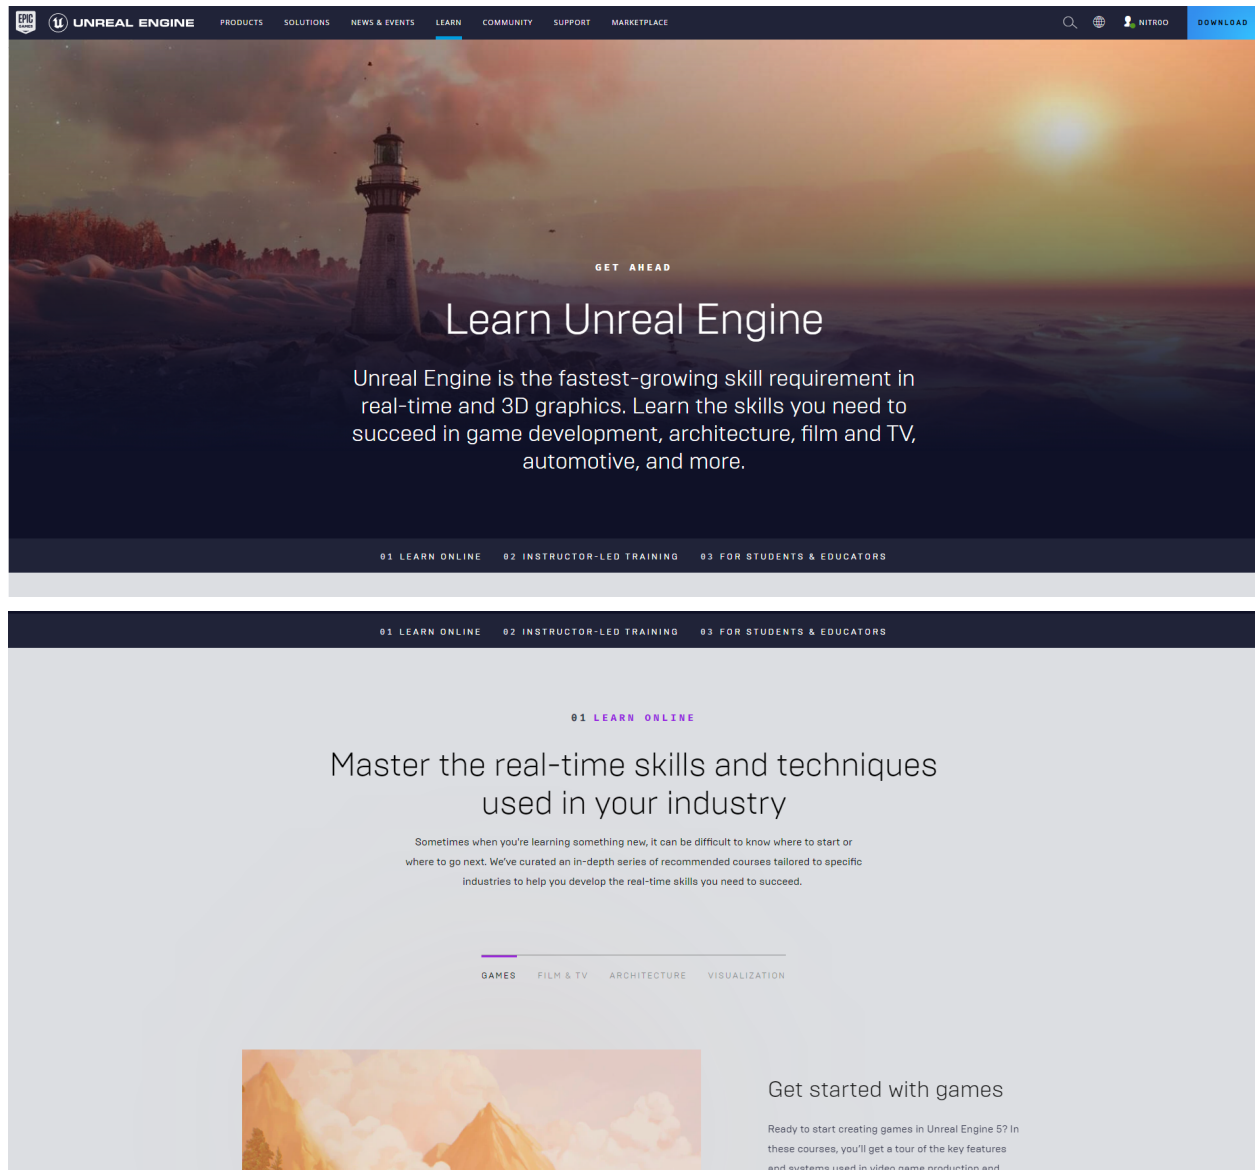 EPIC GAMES
UNREAL ENGINE
PRODUCTS SOLUTIONS NEWS & EVENTS LEARN COMMUNITY SUPPORT MARKETPLACE NITROO DOWNLOAD
GET AHEAD
Learn Unreal Engine
Unreal Engine is the fastest-growing skill requirement in
real-time and 3D graphics. Learn the skills you need to
succeed in game development, architecture, film and TV,
automotive, and more.
01 LEARN ONLINE 02 INSTRUCTOR-LED TRAINING 03 FOR STUDENTS & EDUCATORS
01 LEARN ONLINE 02 INSTRUCTOR-LED TRAINING 03 FOR STUDENTS & EDUCATORS
01 LEARN ONLINE
Master the real-time skills and techniques
used in your industry
Sometimes when you're learning something new, it can be difficult to know where to start or
where to go next. We've curated an in-depth series of recommended courses tailored to specific
industries to help you develop the real-time skills you need to succeed.
GAMES FILM & TV ARCHITECTURE VISUALIZATION
Get started with games
Ready to start creating games in Unreal Engine 5? In
these courses, you'll get a tour of the key features
and systems used in video game production and